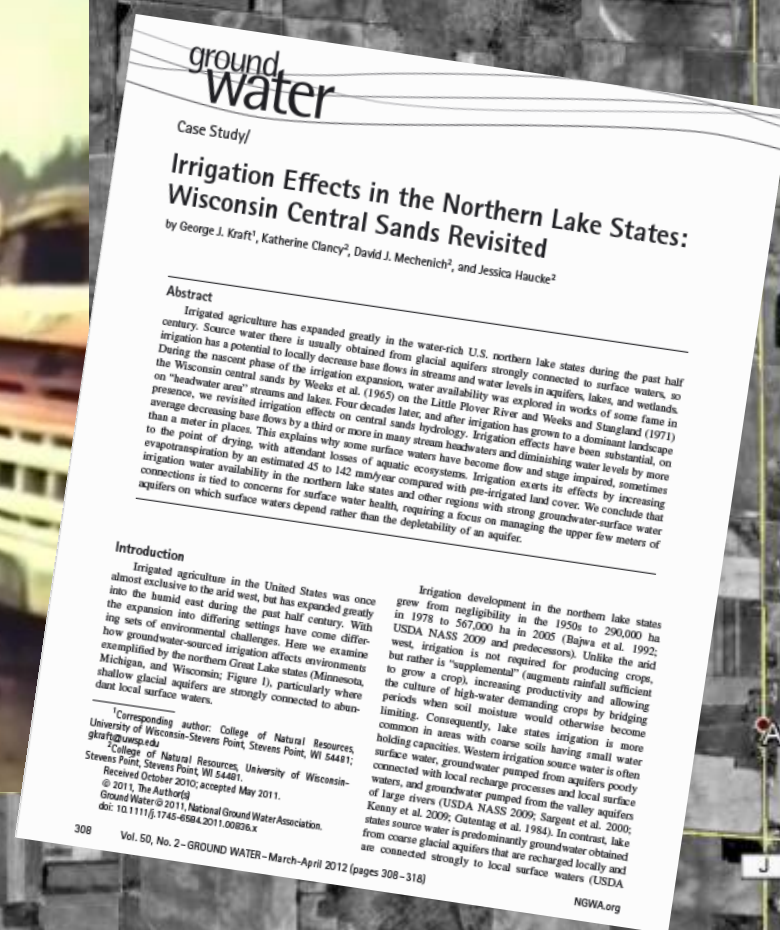 ground
water
Case Study/
Irrigation Effects in the Northern Lake States:
Wisconsin Central Sands Revisited
by George J. Kraft¹, Katherine Clancy², David J. Mechenich², and Jessica Haucke²
Abstract
Irrigated agriculture has expanded greatly in the water-rich U.S. northern lake states during the past half
century. Source water there is usually obtained from glacial aquifers strongly connected to surface waters, so
irrigation has a potential to locally decrease base flows in streams and water levels in aquifers, lakes, and wetlands.
During the nascent phase of the irrigation expansion, water availability was explored in works of some fame in
the Wisconsin central sands by Weeks et al. (1965) on the Little Plover River and Weeks and Stangland (1971)
on "headwater area" streams and lakes. Four decades later, and after irrigation has grown to a dominant landscape
presence, we revisited irrigation effects on central sands hydrology. Irrigation effects have been substantial, on
average decreasing base flows by a third or more in many stream headwaters and diminishing water levels by more
than a meter in places. This explains why some surface waters have become flow and stage impaired, sometimes
to the point of drying, with attendant losses of aquatic ecosystems. Irrigation exerts its effects by increasing
evapotranspiration by an estimated 45 to 142 mm/year compared with pre-irrigated land cover. We conclude that
irrigation water availability in the northern lake states and other regions with strong groundwater-surface water
connections is tied to concerns for surface water health, requiring a focus on managing the upper few meters of
aquifers on which surface waters depend rather than the depletability of an aquifer.
Introduction
Irrigated agriculture in the United States was once
almost exclusive to the arid west, but has expanded greatly
into the humid east during the past half century. With
the expansion into differing settings have come differ-
ing sets of environmental challenges. Here we examine
how groundwater-sourced irrigation affects environments
exemplified by the northern Great Lake states (Minnesota,
Michigan, and Wisconsin; Figure 1), particularly where
shallow glacial aquifers are strongly connected to abun-
dant local surface waters.
¹Corresponding author: College of Natural Resources,
University of Wisconsin-Stevens Point, Stevens Point, WI 54481;
gkraft@uwsp.edu
²College of Natural Resources, University of Wisconsin-
Stevens Point, Stevens Point, WI 54481.
Received October 2010; accepted May 2011.
© 2011, The Author(s)
Ground Water © 2011, National Ground Water Association.
doi: 10.1111/j.1745-6584.2011.00836.x
Irrigation development in the northern lake states
grew from negligibility in the 1950s to 290,000 ha
in 1978 to 567,000 ha in 2005 (Bajwa et al. 1992;
USDA NASS 2009 and predecessors). Unlike the arid
west, irrigation is not required for producing crops,
but rather is "supplemental" (augments rainfall sufficient
to grow a crop), increasing productivity and allowing
the culture of high-water demanding crops by bridging
periods when soil moisture would otherwise become
limiting. Consequently, lake states irrigation is more
common in areas with coarse soils having small water
holding capacities. Western irrigation source water is often
surface water, groundwater pumped from aquifers poorly
connected with local recharge processes and local surface
waters, and groundwater pumped from the valley aquifers
of large rivers (USDA NASS 2009; Sargent et al. 2000;
Kenny et al. 2009; Gutentag et al. 1984). In contrast, lake
states source water is predominantly groundwater obtained
from coarse glacial aquifers that are recharged locally and
are connected strongly to local surface waters (USDA
308
Vol. 50, No. 2–GROUND WATER–March-April 2012 (pages 308–318)
NGWA.org
A
J